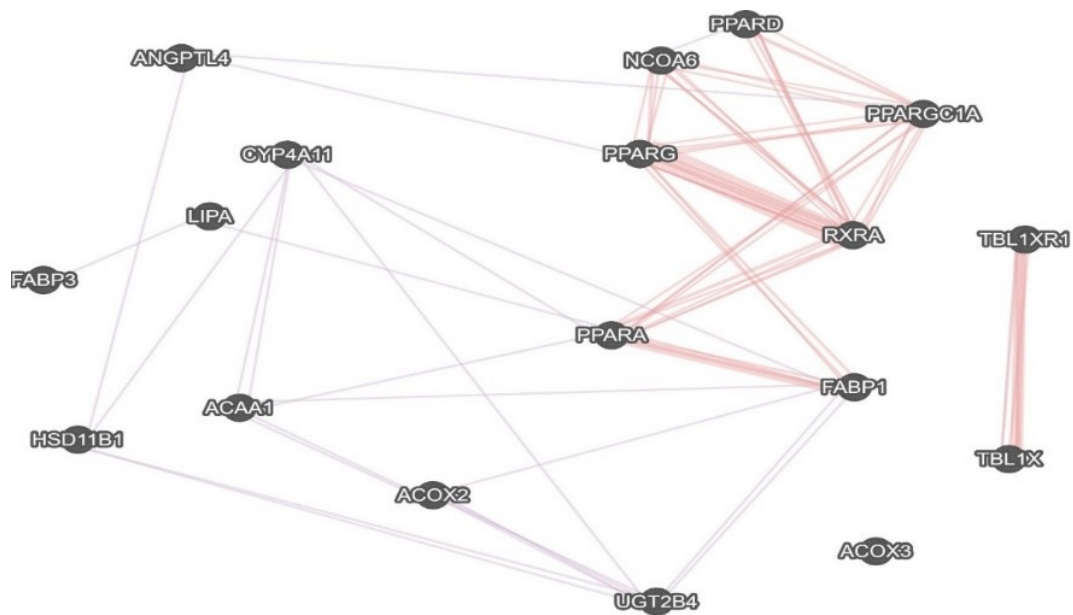 PPARD
ANGPTL4
NCOA6
PPARGC1A
CYP4A11
PPARG
LIPA
RXRA
TBL1XR1
FABP3
PPARA
FABP1
ACAA1
HSD11B1
TBL1X
ACOX2
ACOX3
UGT2B4